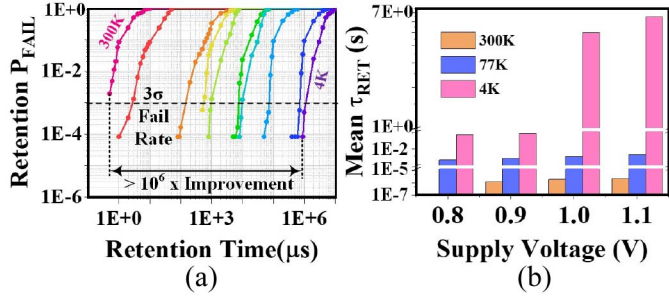 1E+0
1E-2
1E-4
1E-6
Retention P_FAIL
300K
4K
3σ
Fail
Rate
> 10^6 x Improvement
1E+0
1E+3
1E+6
Retention Time(μs)
(a)
Mean τ_RET (s)
7E+0
1E+0
1E-2
1E-5
1E-7
300K
77K
4K
0.8
0.9
1.0
1.1
Supply Voltage (V)
(b)